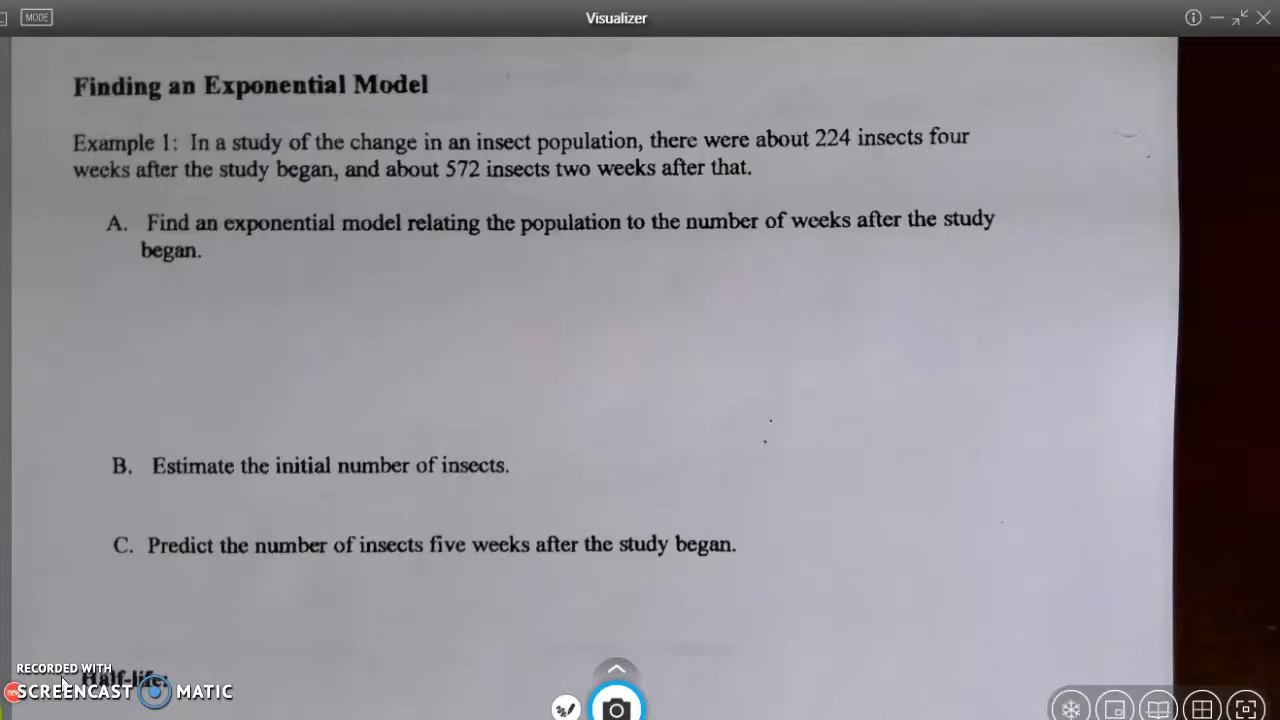 MODE
Visualizer
Finding an Exponential Model
Example 1: In a study of the change in an insect population, there were about 224 insects four
weeks after the study began, and about 572 insects two weeks after that.
A. Find an exponential model relating the population to the number of weeks after the study
began.
B. Estimate the initial number of insects.
C. Predict the number of insects five weeks after the study began.
RECORDED WITH
Half-life:
SCREENCAST MATIC